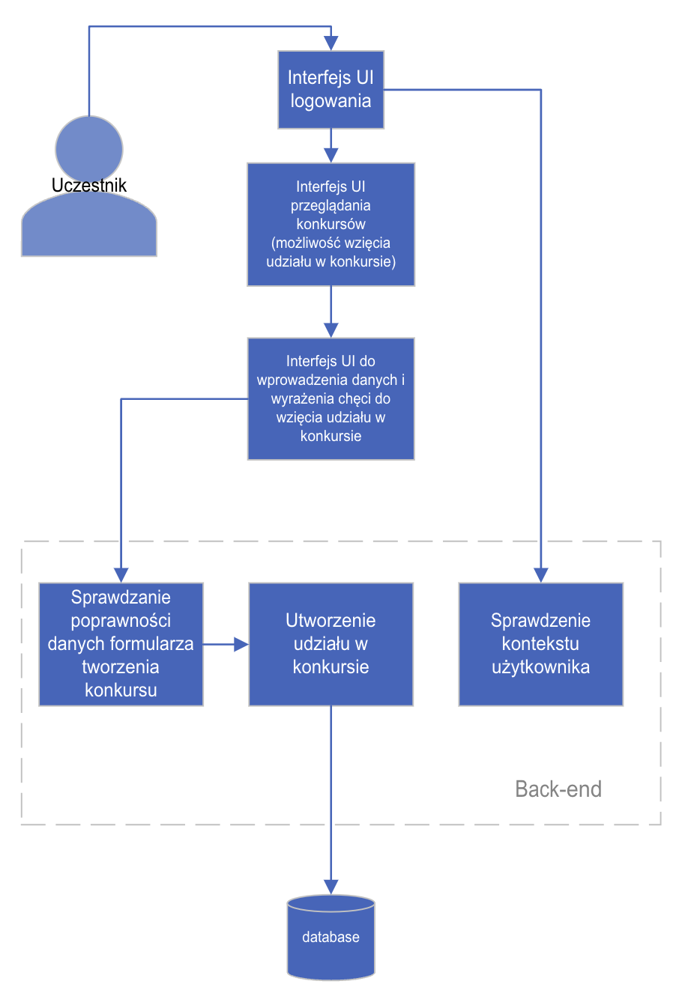 Interfejs UI
logowania
Uczestnik
Interfejs UI
przeglądania
konkursów
(możliwość wzięcia
udziału w konkursie)
Interfejs UI do
wprowadzenia danych i
wyrażenia chęci do
wzięcia udziału w
konkursie
Sprawdzanie
poprawności
danych formularza
tworzenia
konkursu
Utworzenie
udziału w
konkursie
Sprawdzenie
kontekstu
użytkownika
Back-end
database